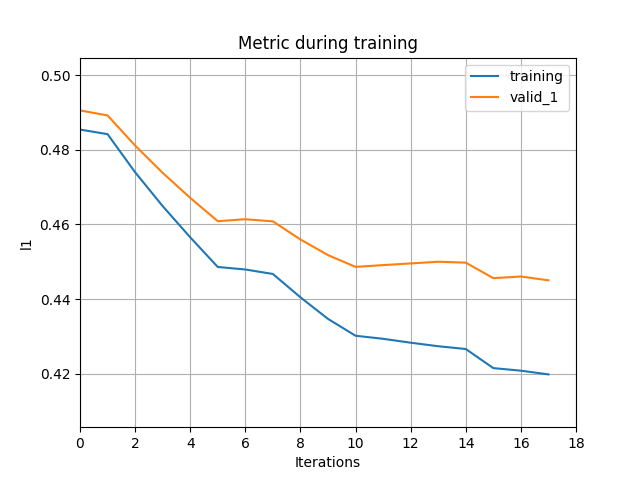 Metric during training
0.50
0.48
0.46
0.44
0.42
l1
training
valid_1
0 2 4 6 8 10 12 14 16 18
Iterations